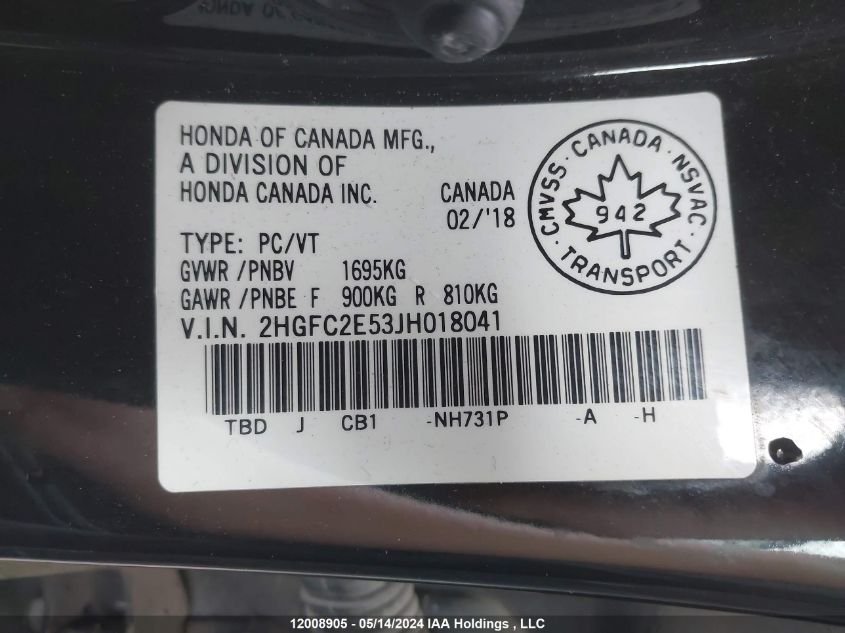 HONDA OF CANADA MFG.,
A DIVISION OF
HONDA CANADA INC. CANADA
02/'18
TYPE: PC/VT
GVWR /PNBV 1695KG
GAWR /PNBE F 900KG R 810KG
V.I.N. 2HGFC2E53JH018041
TBD J CB1 -NH731P -A -H
CMVSS · CANADA · NSVAC · TRANSPORT ·
942
12008905 - 05/14/2024 IAA Holdings , LLC